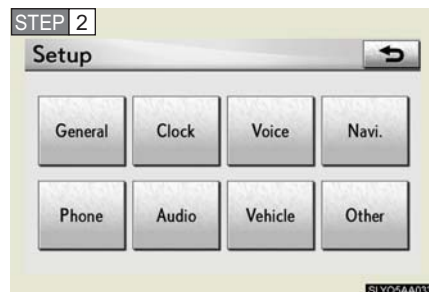 STEP 2
Setup
General Clock Voice Navi.
Phone Audio Vehicle Other